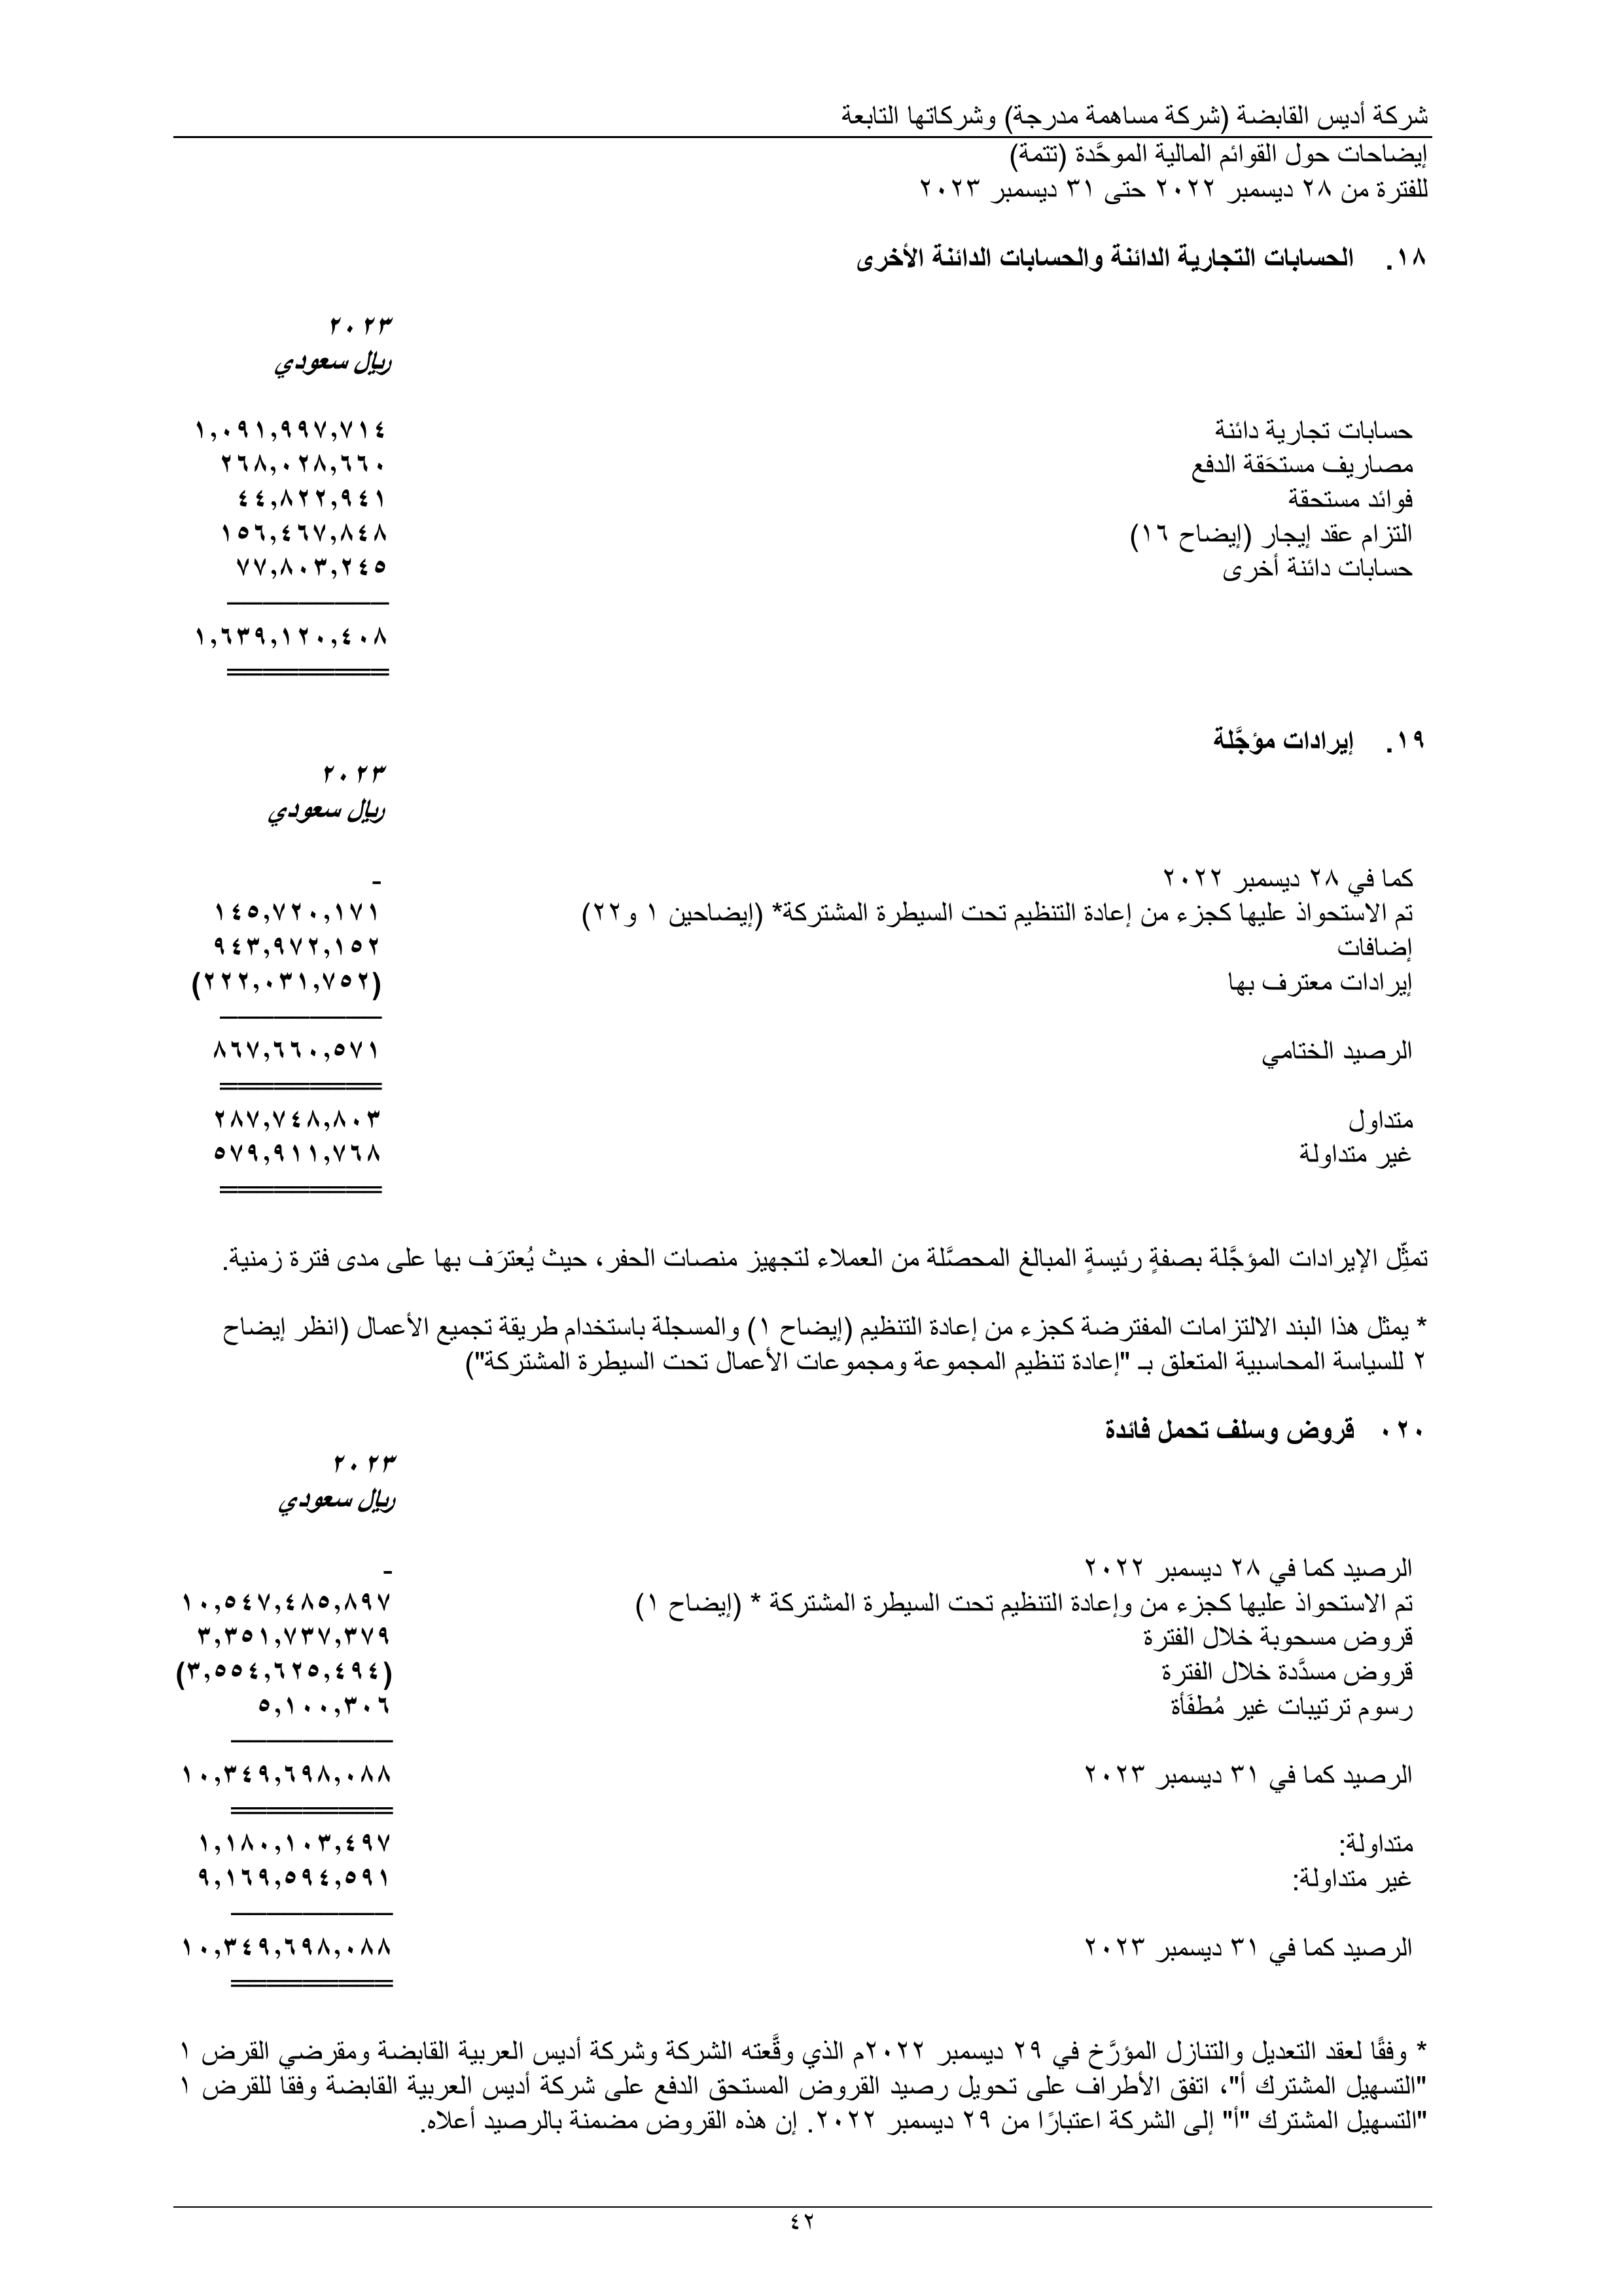 شركة أديس القابضة (شركة مساهمة مدرجة) وشركاتها التابعة
إيضاحات حول القوائم المالية الموحَّدة (تتمة)
للفترة من ٢٨ ديسمبر ٢٠٢٢ حتى ٣١ ديسمبر ٢٠٢٣
١٨. الحسابات التجارية الدائنة والحسابات الدائنة الأخرى
٢٠٢٣
ريال سعودي
حسابات تجارية دائنة ١,٠٩١,٩٩٧,٧١٤
مصاريف مستحَقة الدفع ٢٦٨,٠٢٨,٦٦٠
فوائد مستحقة ٤٤,٨٢٢,٩٤١
التزام عقد إيجار (إيضاح ١٦) ١٥٦,٤٦٧,٨٤٨
حسابات دائنة أخرى ٧٧,٨٠٣,٢٤٥
١,٦٣٩,١٢٠,٤٠٨
١٩. إيرادات مؤجَّلة
٢٠٢٣
ريال سعودي
كما في ٢٨ ديسمبر ٢٠٢٢ -
تم الاستحواذ عليها كجزء من إعادة التنظيم تحت السيطرة المشتركة* (إيضاحين ١ و٢٢) ١٤٥,٧٢٠,١٧١
إضافات ٩٤٣,٩٧٢,١٥٢
إيرادات معترف بها (٢٢٢,٠٣١,٧٥٢)
الرصيد الختامي ٨٦٧,٦٦٠,٥٧١
متداول ٢٨٧,٧٤٨,٨٠٣
غير متداولة ٥٧٩,٩١١,٧٦٨
تمثِّل الإيرادات المؤجَّلة بصفةٍ رئيسةٍ المبالغ المحصَّلة من العملاء لتجهيز منصات الحفر، حيث يُعترَف بها على مدى فترة زمنية.
* يمثل هذا البند الالتزامات المفترضة كجزء من إعادة التنظيم (إيضاح ١) والمسجلة باستخدام طريقة تجميع الأعمال (انظر إيضاح
٢ للسياسة المحاسبية المتعلق بـ "إعادة تنظيم المجموعة ومجموعات الأعمال تحت السيطرة المشتركة")
٠٢٠ قروض وسلف تحمل فائدة
٢٠٢٣
ريال سعودي
الرصيد كما في ٢٨ ديسمبر ٢٠٢٢ -
تم الاستحواذ عليها كجزء من وإعادة التنظيم تحت السيطرة المشتركة * (إيضاح ١) ١٠,٥٤٧,٤٨٥,٨٩٧
قروض مسحوبة خلال الفترة ٣,٣٥١,٧٣٧,٣٧٩
قروض مسدَّدة خلال الفترة (٣,٥٥٤,٦٢٥,٤٩٤)
رسوم ترتيبات غير مُطفَأة ٥,١٠٠,٣٠٦
الرصيد كما في ٣١ ديسمبر ٢٠٢٣ ١٠,٣٤٩,٦٩٨,٠٨٨
متداولة: ١,١٨٠,١٠٣,٤٩٧
غير متداولة: ٩,١٦٩,٥٩٤,٥٩١
الرصيد كما في ٣١ ديسمبر ٢٠٢٣ ١٠,٣٤٩,٦٩٨,٠٨٨
* وفقًا لعقد التعديل والتنازل المؤرَّخ في ٢٩ ديسمبر ٢٠٢٢م الذي وقَّعته الشركة وشركة أديس العربية القابضة ومقرضي القرض ١
"التسهيل المشترك أ"، اتفق الأطراف على تحويل رصيد القروض المستحق الدفع على شركة أديس العربية القابضة وفقا للقرض ١
"التسهيل المشترك "أ" إلى الشركة اعتبارًا من ٢٩ ديسمبر ٢٠٢٢. إن هذه القروض مضمنة بالرصيد أعلاه.
٤٢